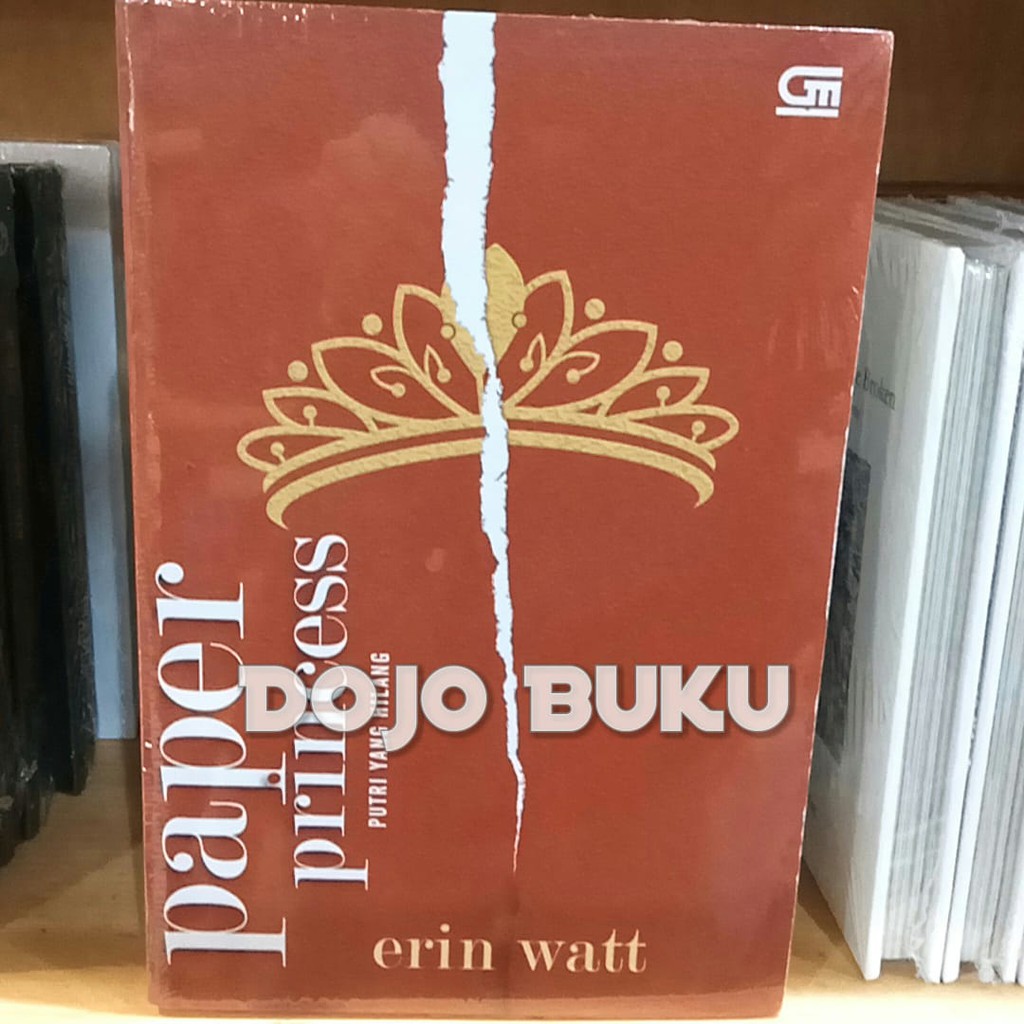 GM
paper
princess
PUTRI YANG HILANG
DOJO BUKU
erin watt